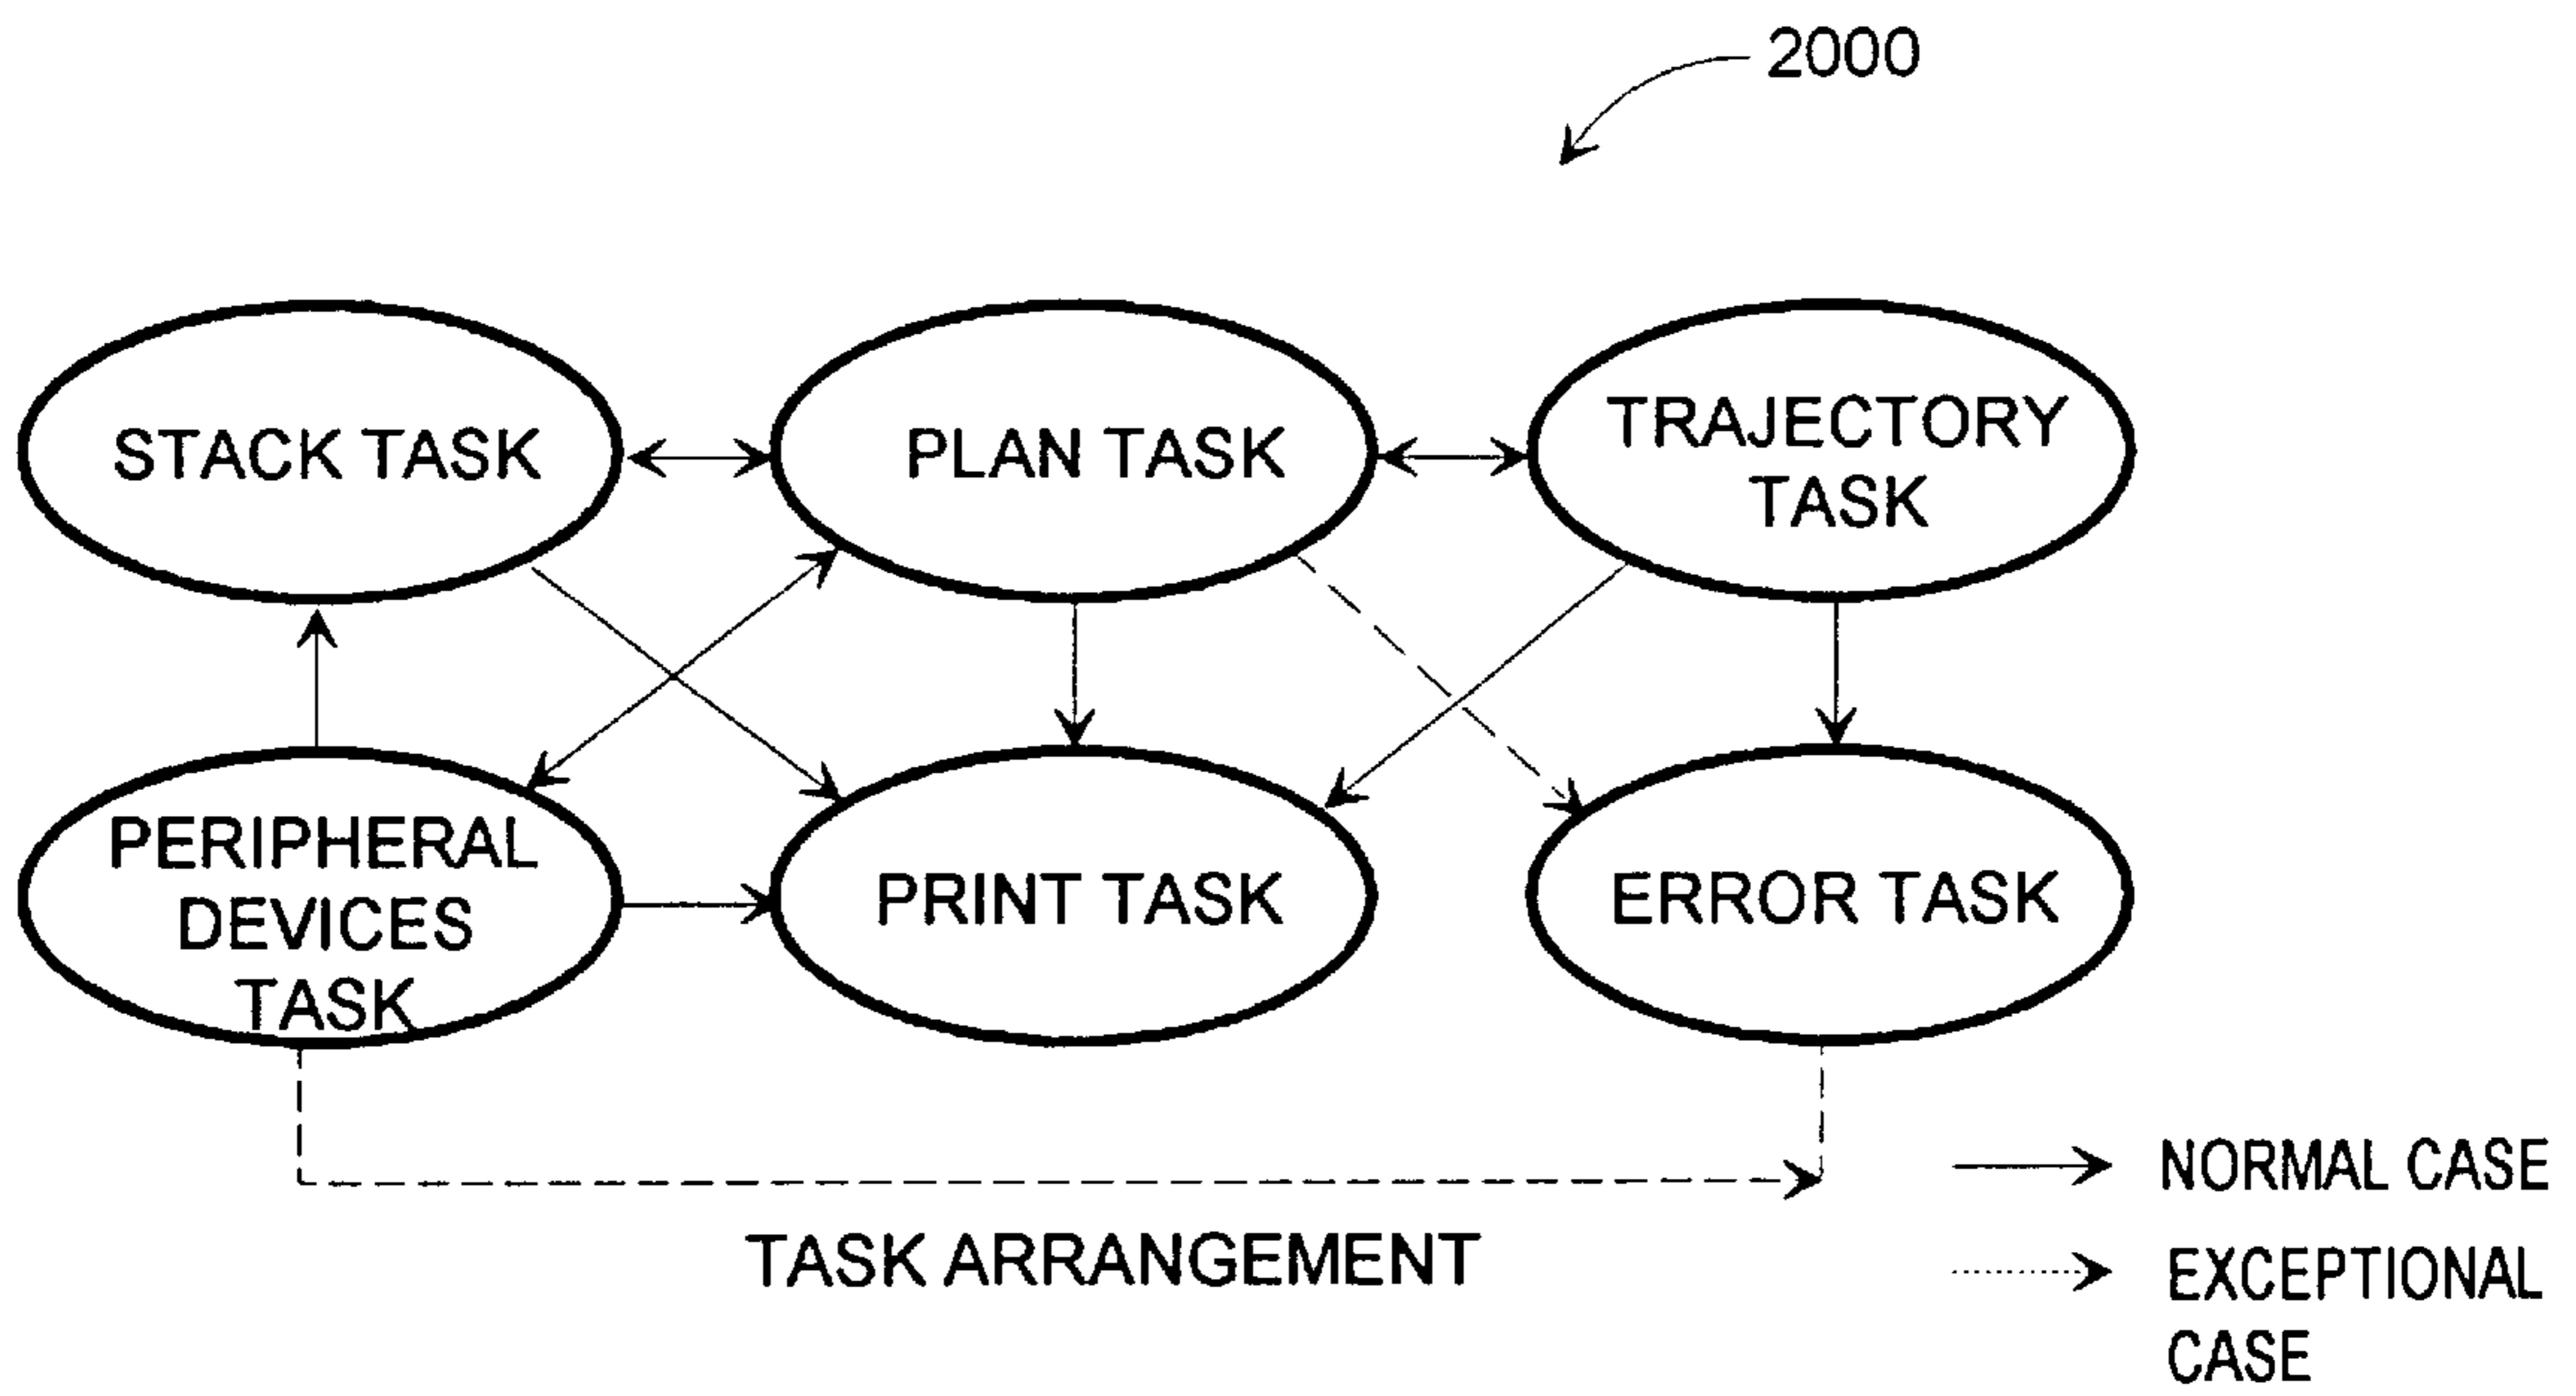 2000
STACK TASK
PLAN TASK
TRAJECTORY
TASK
PERIPHERAL
DEVICES
TASK
PRINT TASK
ERROR TASK
TASK ARRANGEMENT
NORMAL CASE
EXCEPTIONAL
CASE